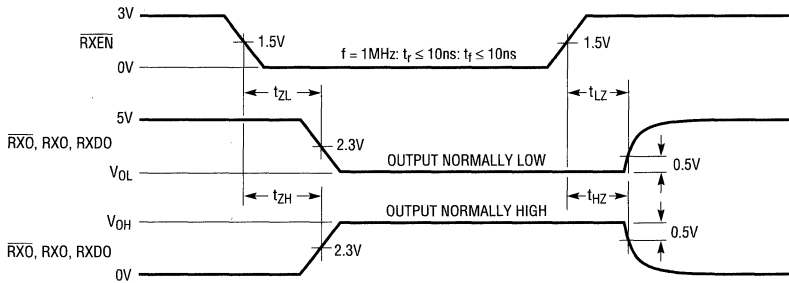 3V
RXEN
1.5V
f = 1MHz: tr ≤ 10ns: tf ≤ 10ns
1.5V
0V
tZL
tLZ
5V
RXO, RXO, RXDO
2.3V
OUTPUT NORMALLY LOW
0.5V
VOL
tZH
tHZ
VOH
OUTPUT NORMALLY HIGH
0.5V
RXO, RXO, RXDO
2.3V
0V